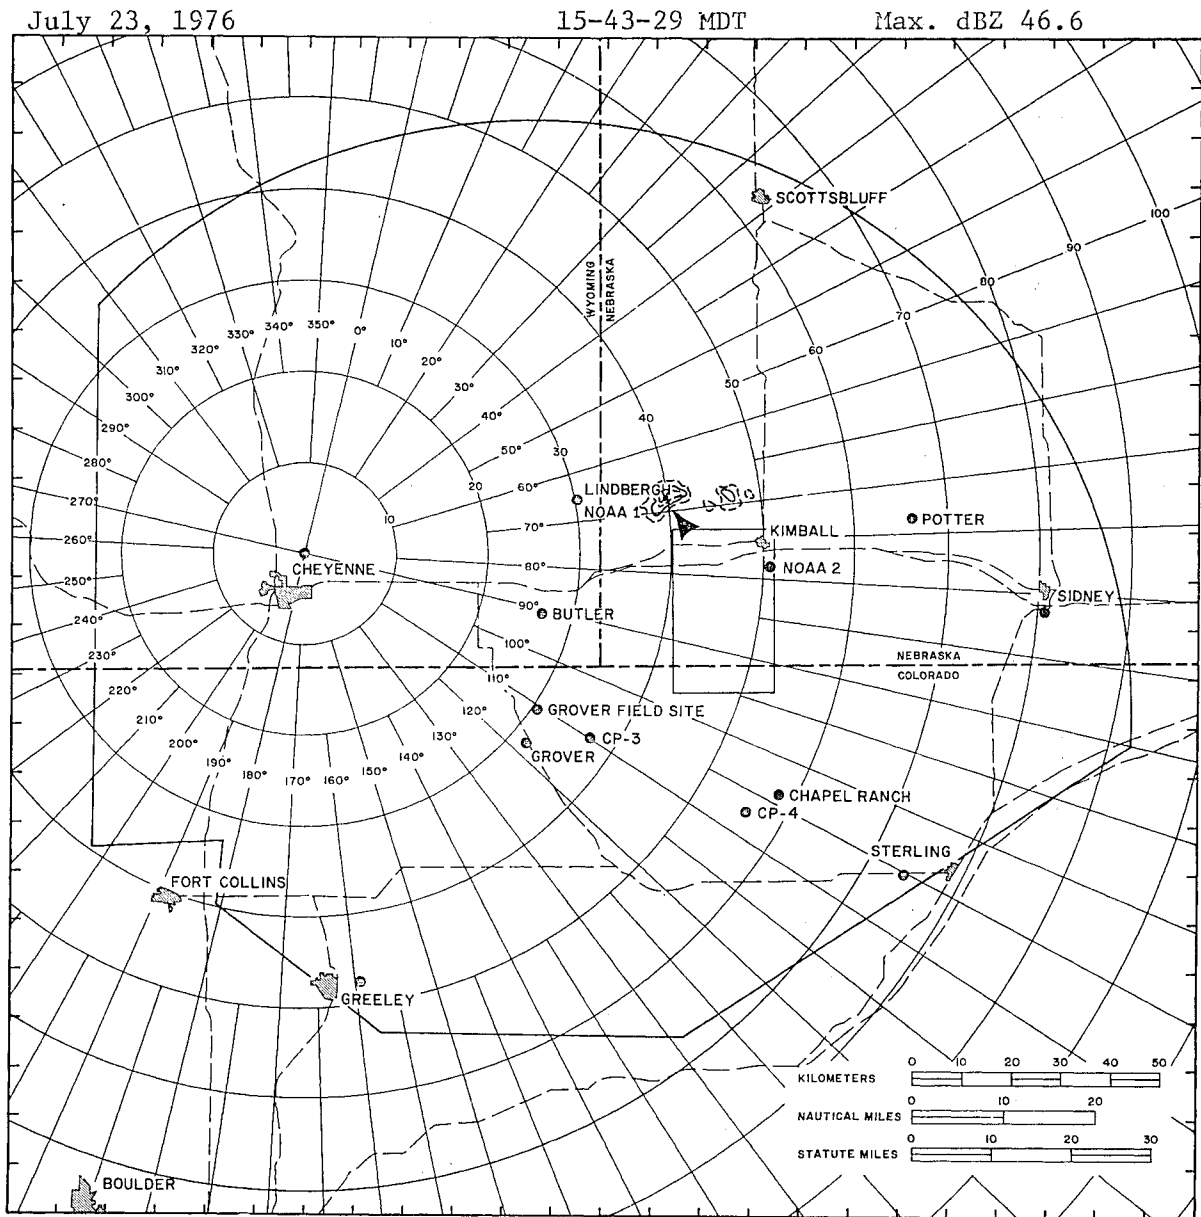 July 23, 1976 15-43-29 MDT Max. dBZ 46.6
SCOTTSBLUFF
100
90
80
70
60
50
40
30
20
10
WYOMING
NEBRASKA
350°
0°
10°
20°
30°
40°
50°
60°
70°
80°
90°
100°
110°
120°
130°
140°
150°
160°
170°
180°
190°
200°
210°
220°
230°
240°
250°
260°
270°
280°
290°
300°
310°
320°
330°
340°
LINDBERGH
NOAA 1
KIMBALL
POTTER
NOAA 2
CHEYENNE
SIDNEY
BUTLER
NEBRASKA
COLORADO
GROVER FIELD SITE
CP-3
GROVER
CHAPEL RANCH
CP-4
STERLING
FORT COLLINS
GREELEY
BOULDER
0 10 20 30 40 50
KILOMETERS
0 10 20
NAUTICAL MILES
0 10 20 30
STATUTE MILES